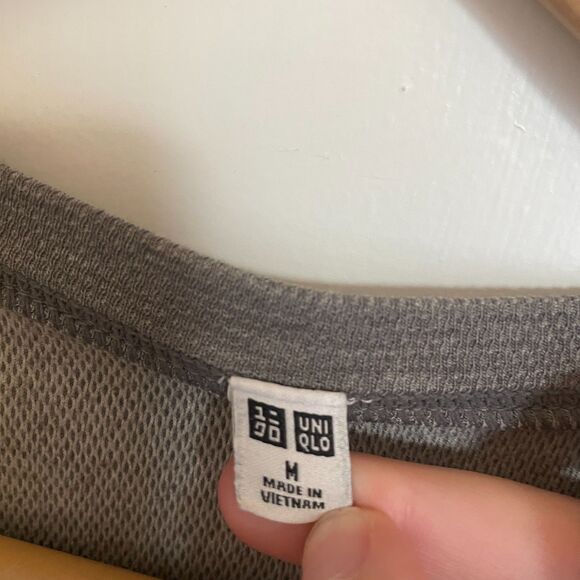 ユニ UNI
クロ QLO
M
MADE IN
VIETNAM